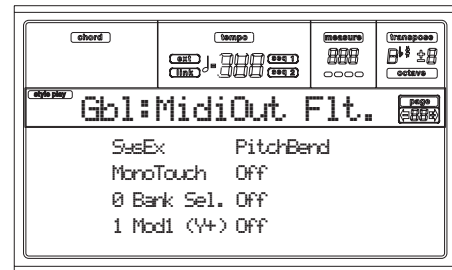 chord tempo measure transpose
ext seq 1
link seq 2
octave
style play
Gbl:MidiOut Flt. page
SysEx PitchBend
MonoTouch Off
0 Bank Sel. Off
1 Mod1 (Y+) Off